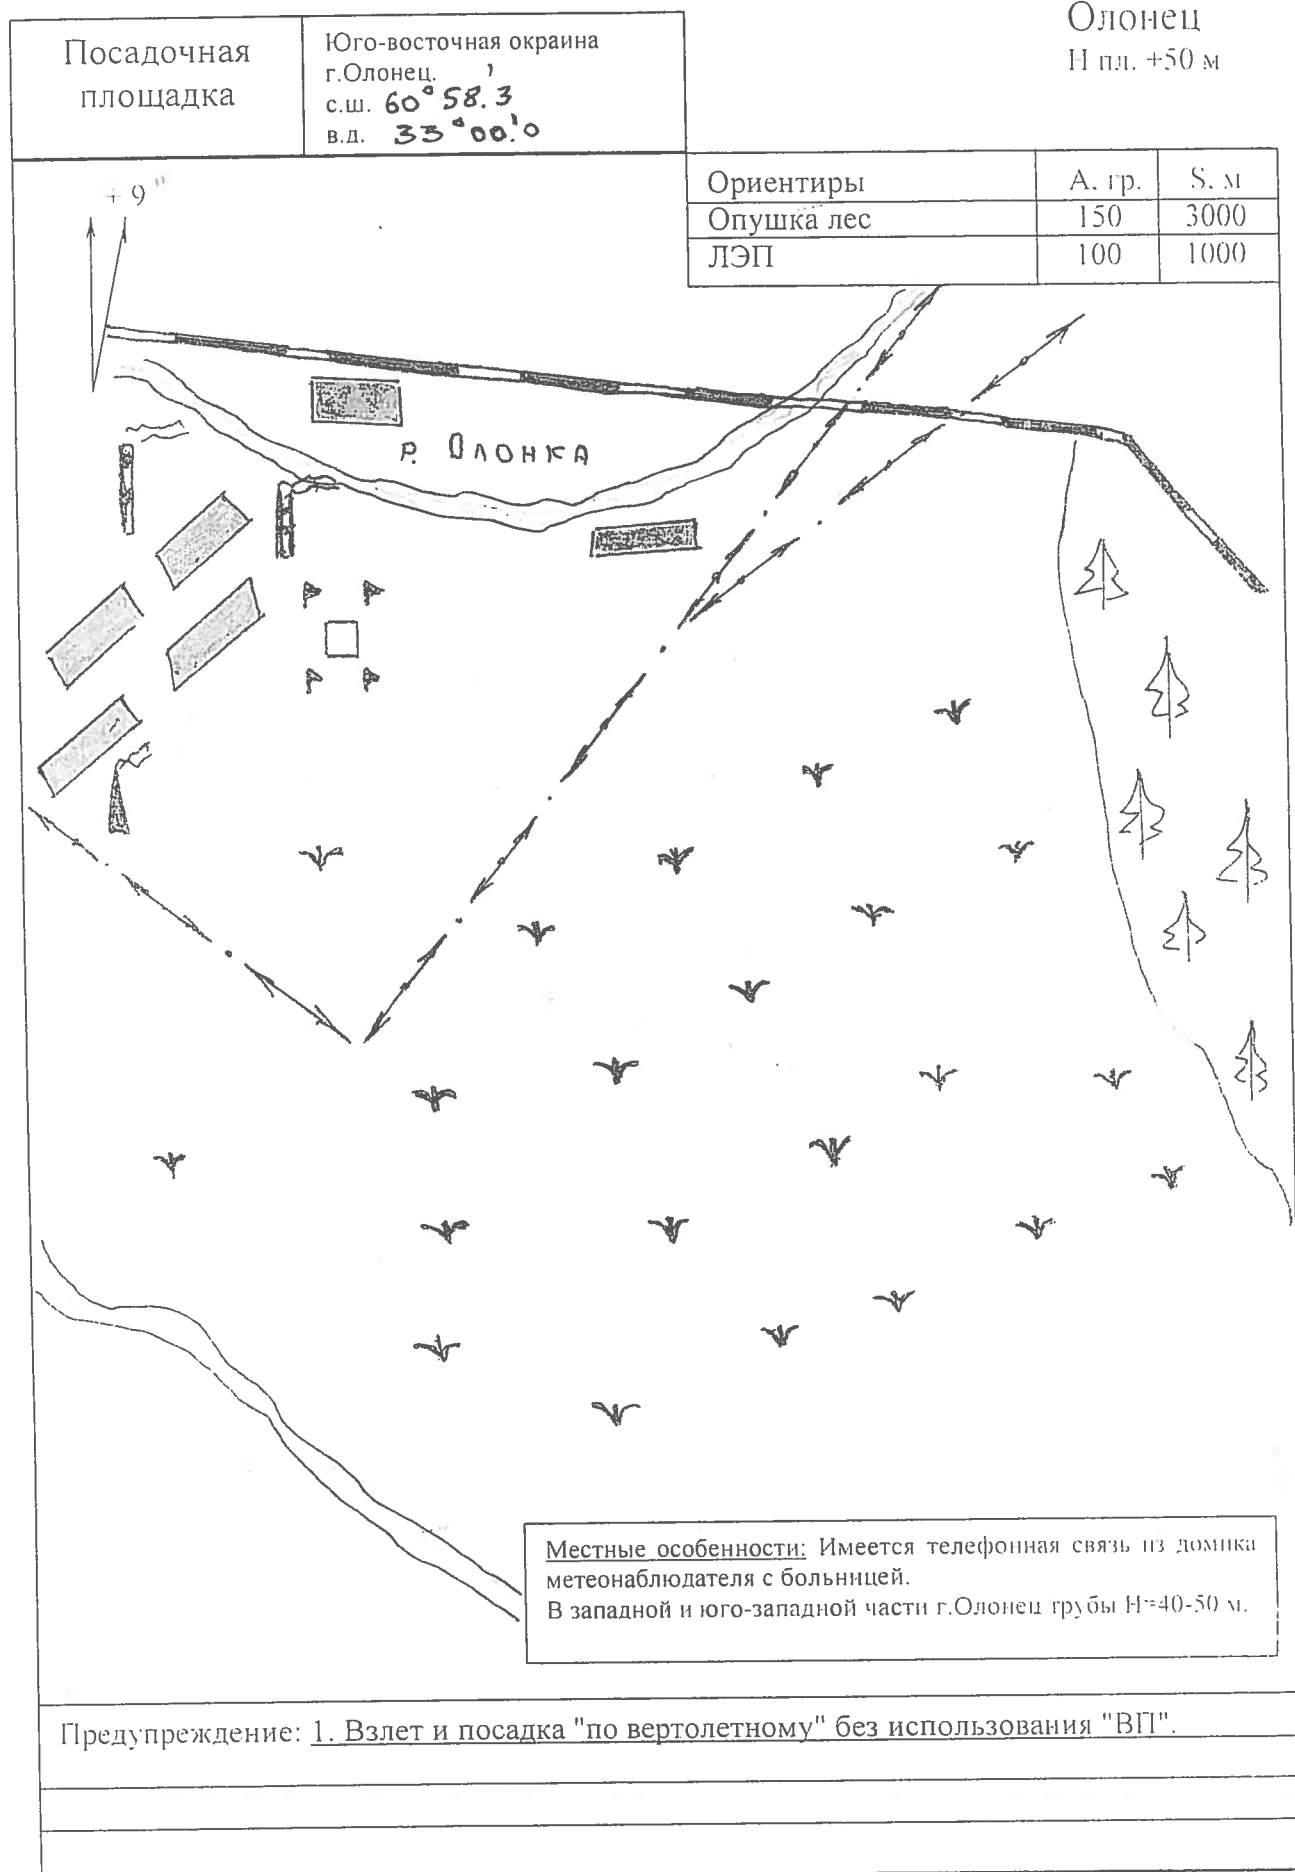 Олонец
Н пл. +50 м
Посадочная
площадка
Юго-восточная окраина
г.Олонец.
с.ш. 60°58.'3
в.д. 33°00.'0
Ориентиры А. гр. S. м
Опушка лес 150 3000
ЛЭП 100 1000
+ 9°
р. Олонка
Местные особенности: Имеется телефонная связь из домика
метеонаблюдателя с больницей.
В западной и юго-западной части г.Олонец трубы Н=40-50 м.
Предупреждение: 1. Взлет и посадка "по вертолетному" без использования "ВП".